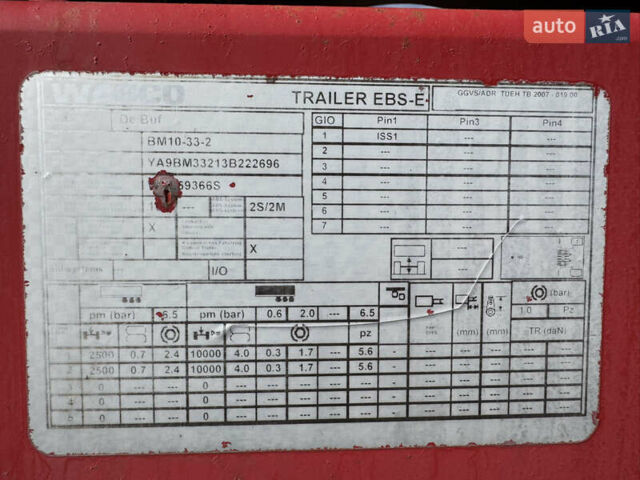 auto RIA.com
WABCO TRAILER EBS-E GGVS/ADR TUEH TB 2007 - 019.00
De Buf GIO Pin1 Pin3 Pin4
BM10-33-2 1 ISS1 --- ---
YA9BM33213B222696 2 --- --- ---
59366S 3 --- --- ---
--- 2S/2M 4 --- --- ---
X 5 --- --- ---
X 6 --- --- ---
7 --- --- ---
I/O
(bar)
pm (bar) 6.5 pm (bar) 0.6 2.0 --- 6.5 1.0 Pz
pz (mm) (mm) TR (daN)
1 2500 0.7 2.4 10000 4.0 0.3 1.7 --- 5.6 - --- --- --- --- ---
2 2500 0.7 2.4 10000 4.0 0.3 1.7 --- 5.6 - --- --- --- --- ---
3 0 --- --- 0 --- --- --- --- --- - --- --- --- --- ---
4 0 --- --- 0 --- --- --- --- --- - --- --- --- --- ---
5 0 --- --- 0 --- --- --- --- --- - --- --- --- --- ---